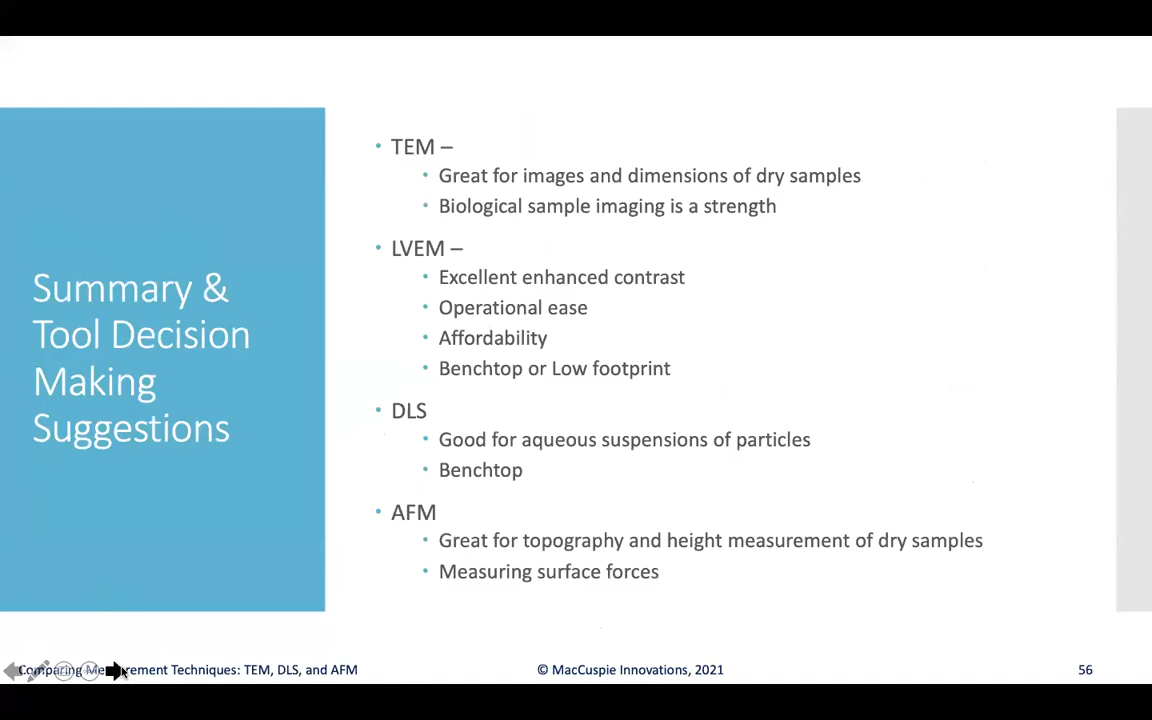 Summary &
Tool Decision
Making
Suggestions
• TEM –
• Great for images and dimensions of dry samples
• Biological sample imaging is a strength
• LVEM –
• Excellent enhanced contrast
• Operational ease
• Affordability
• Benchtop or Low footprint
• DLS
• Good for aqueous suspensions of particles
• Benchtop
• AFM
• Great for topography and height measurement of dry samples
• Measuring surface forces
Comparing Measurement Techniques: TEM, DLS, and AFM
© MacCuspie Innovations, 2021
56